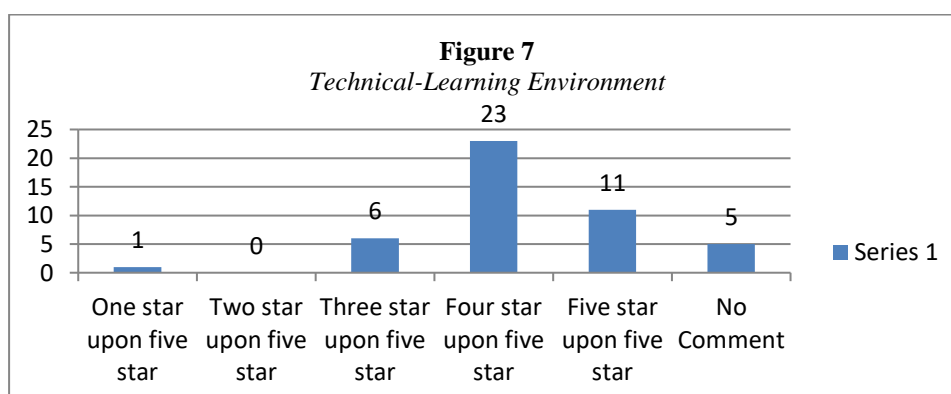 Figure 7
Technical-Learning Environment
25
20
15
10
5
0
1
0
6
23
11
5
One star
upon five
star
Two star
upon five
star
Three star
upon five
star
Four star
upon five
star
Five star
upon five
star
No
Comment
Series 1